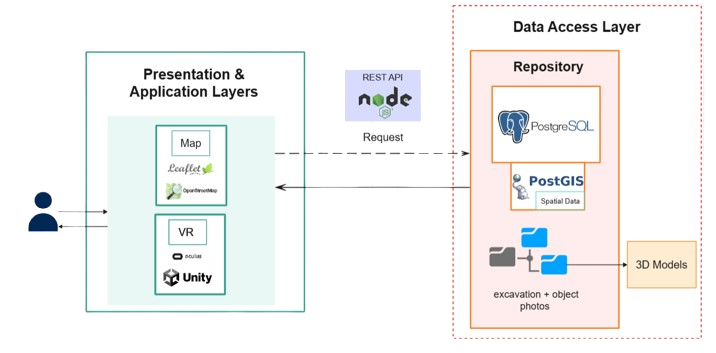 Data Access Layer
Presentation &
Application Layers
REST API
node
JS
Request
Repository
PostgreSQL
Map
Leaflet
OpenStreetMap
PostGIS
Spatial Data
VR
oculus
Unity
3D Models
excavation + object
photos